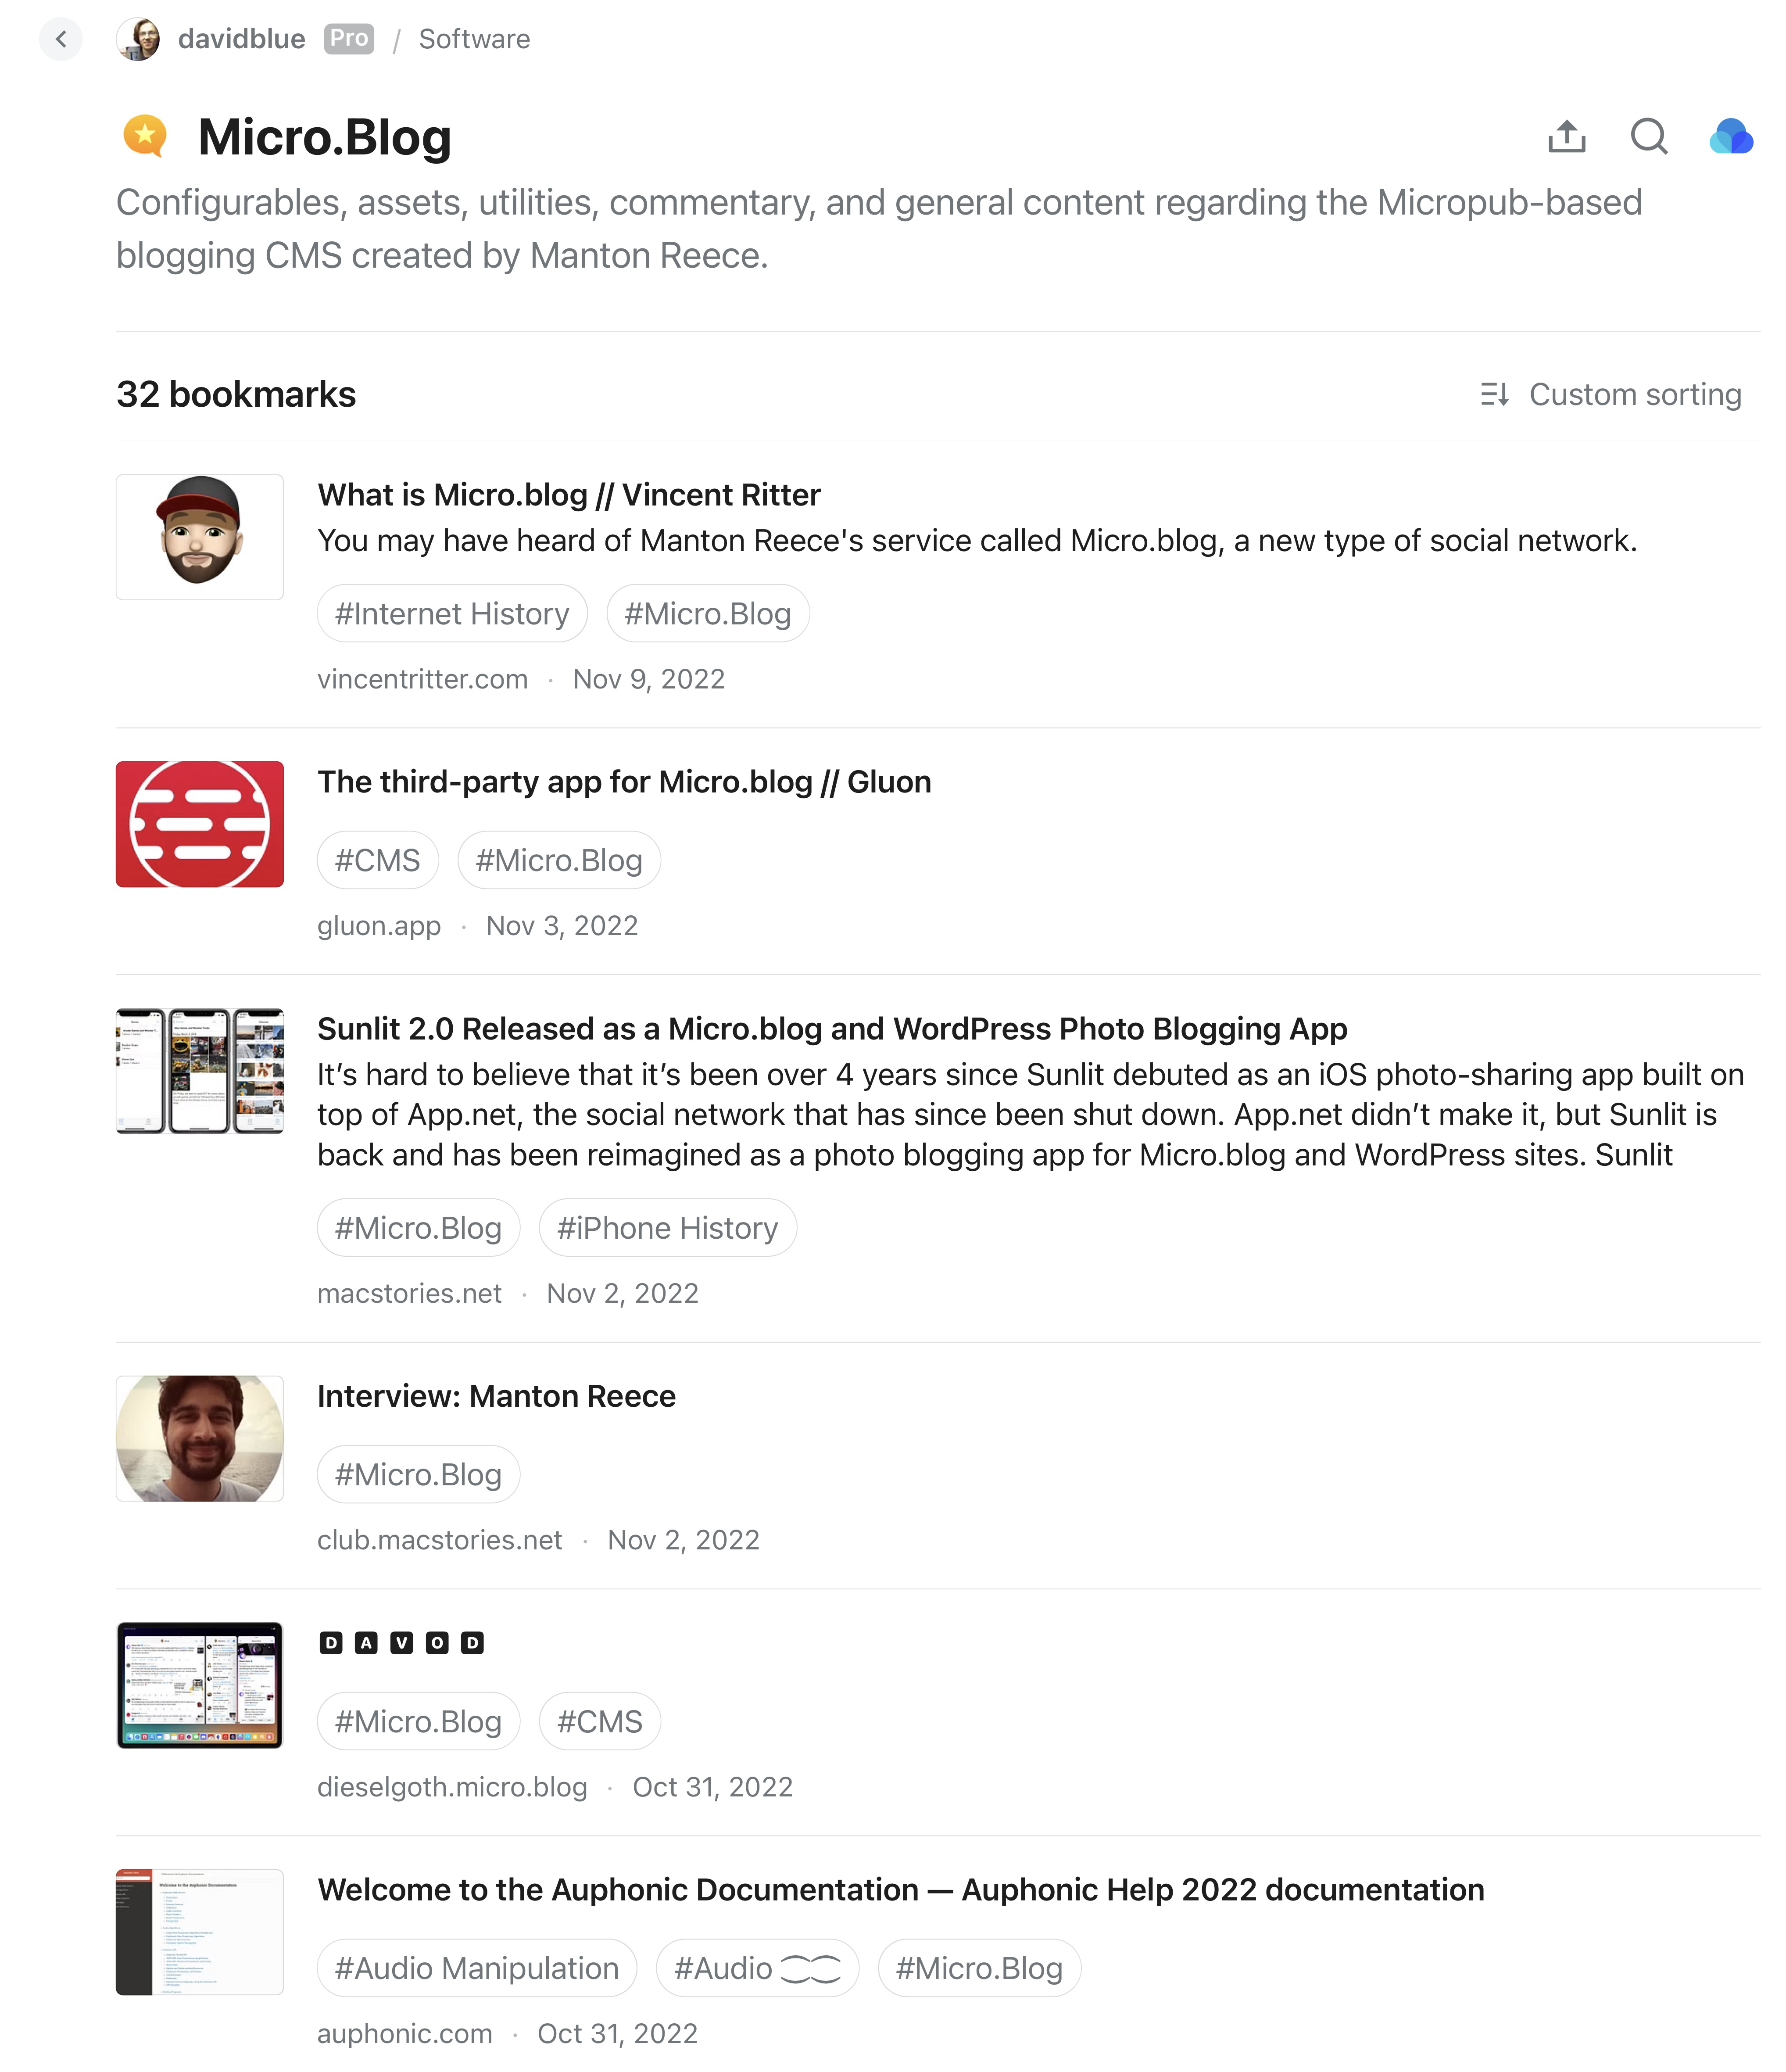 davidblue Pro / Software
Micro.Blog
Configurables, assets, utilities, commentary, and general content regarding the Micropub-based
blogging CMS created by Manton Reece.
32 bookmarks
Custom sorting
What is Micro.blog // Vincent Ritter
You may have heard of Manton Reece's service called Micro.blog, a new type of social network.
#Internet History #Micro.Blog
vincentritter.com · Nov 9, 2022
The third-party app for Micro.blog // Gluon
#CMS #Micro.Blog
gluon.app · Nov 3, 2022
Sunlit 2.0 Released as a Micro.blog and WordPress Photo Blogging App
It’s hard to believe that it’s been over 4 years since Sunlit debuted as an iOS photo-sharing app built on
top of App.net, the social network that has since been shut down. App.net didn’t make it, but Sunlit is
back and has been reimagined as a photo blogging app for Micro.blog and WordPress sites. Sunlit
#Micro.Blog #iPhone History
macstories.net · Nov 2, 2022
Interview: Manton Reece
#Micro.Blog
club.macstories.net · Nov 2, 2022
🅳 🅰 🆅 🅾 🅳
#Micro.Blog #CMS
dieselgoth.micro.blog · Oct 31, 2022
Welcome to the Auphonic Documentation
Welcome to the Auphonic Documentation — Auphonic Help 2022 documentation
#Audio Manipulation #Audio #Micro.Blog
auphonic.com · Oct 31, 2022